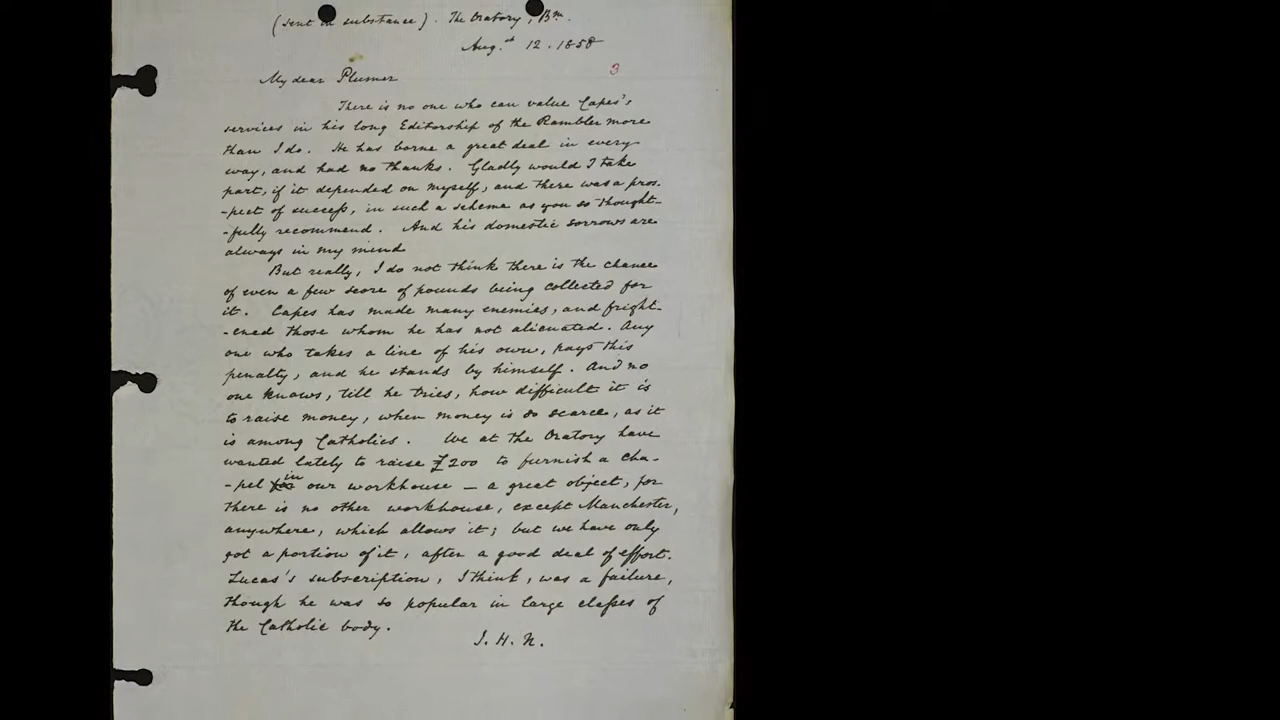 (sent in substance). The Oratory, Bm.
Aug.st 12. 1858
3
My dear Plumer
There is no one who can value Capes's
services in his long Editorship of the Rambler more
than I do. He has borne a great deal in every
way, and had no thanks. Gladly would I take
part, if it depended on myself, and there was a pros-
-pect of success, in such a scheme as you so thought-
-fully recommend. And his domestic sorrows are
always in my mind
But really, I do not think there is the chance
of even a few score of pounds being collected for
it. Capes has made many enemies, and fright-
-ened those whom he has not alienated. Any
one who takes a line of his own, pays this
penalty, and he stands by himself. And no
one knows, till he tries, how difficult it is
to raise money, when money is so scarce, as it
is among Catholics. We at the Oratory have
wanted lately to raise £200 to furnish a cha-
-pel in our workhouse — a great object, for
there is no other workhouse, except Manchester,
anywhere, which allows it; but we have only
got a portion of it, after a good deal of effort.
Lucas's subscription, I think, was a failure,
though he was so popular in large classes of
the Catholic body.
J. H. N.